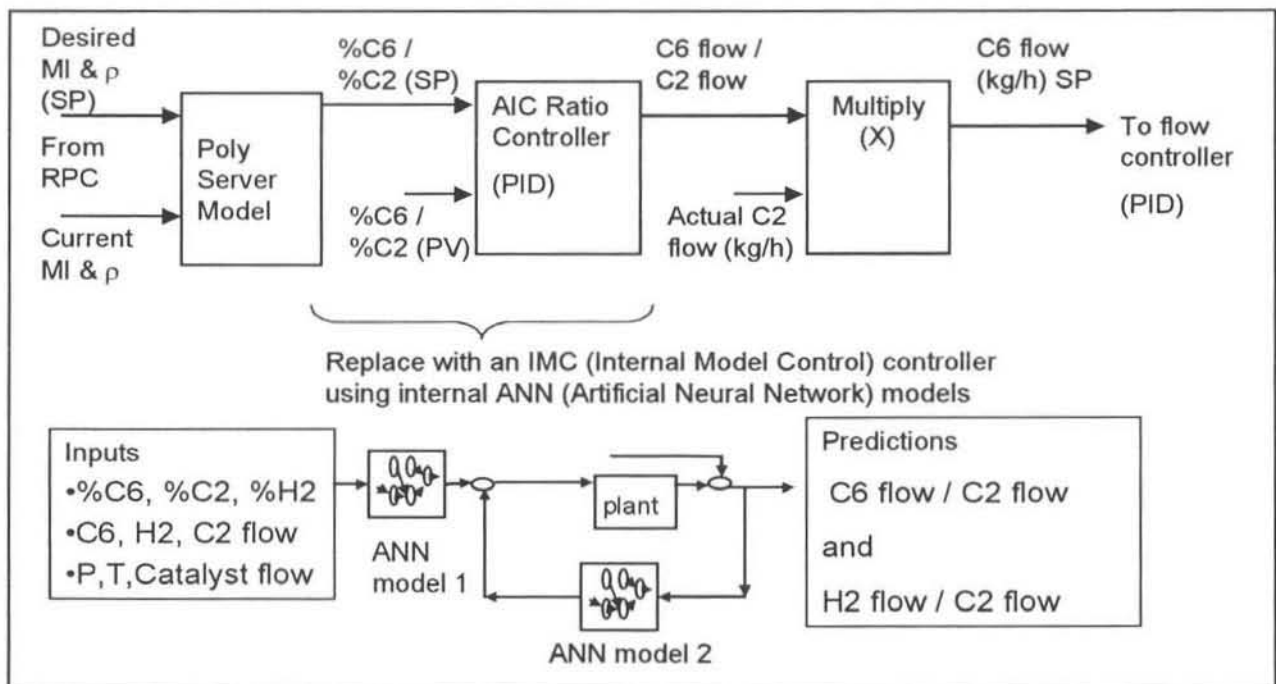 Desired
MI & ρ
(SP)
From
RPC
Current
MI & ρ
Poly
Server
Model
%C6 /
%C2 (SP)
%C6 /
%C2 (PV)
AIC Ratio
Controller
(PID)
C6 flow /
C2 flow
Actual C2
flow (kg/h)
Multiply
(X)
C6 flow
(kg/h) SP
To flow
controller
(PID)
Replace with an IMC (Internal Model Control) controller
using internal ANN (Artificial Neural Network) models
Inputs
•%C6, %C2, %H2
•C6, H2, C2 flow
•P,T,Catalyst flow
ANN
model 1
plant
ANN model 2
Predictions
C6 flow / C2 flow
and
H2 flow / C2 flow